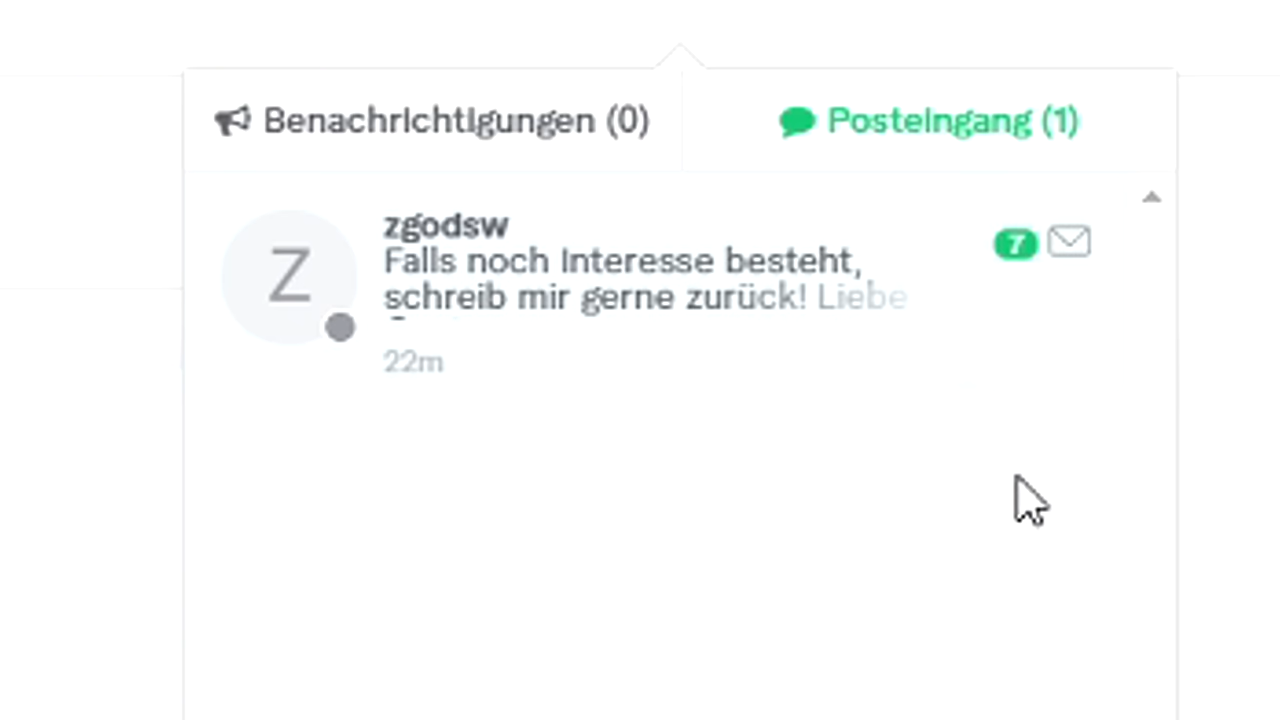 Benachrichtigungen (0)
Posteingang (1)
Z
zgodsw
7
Falls noch Interesse besteht,
schreib mir gerne zurück! Liebe
22m